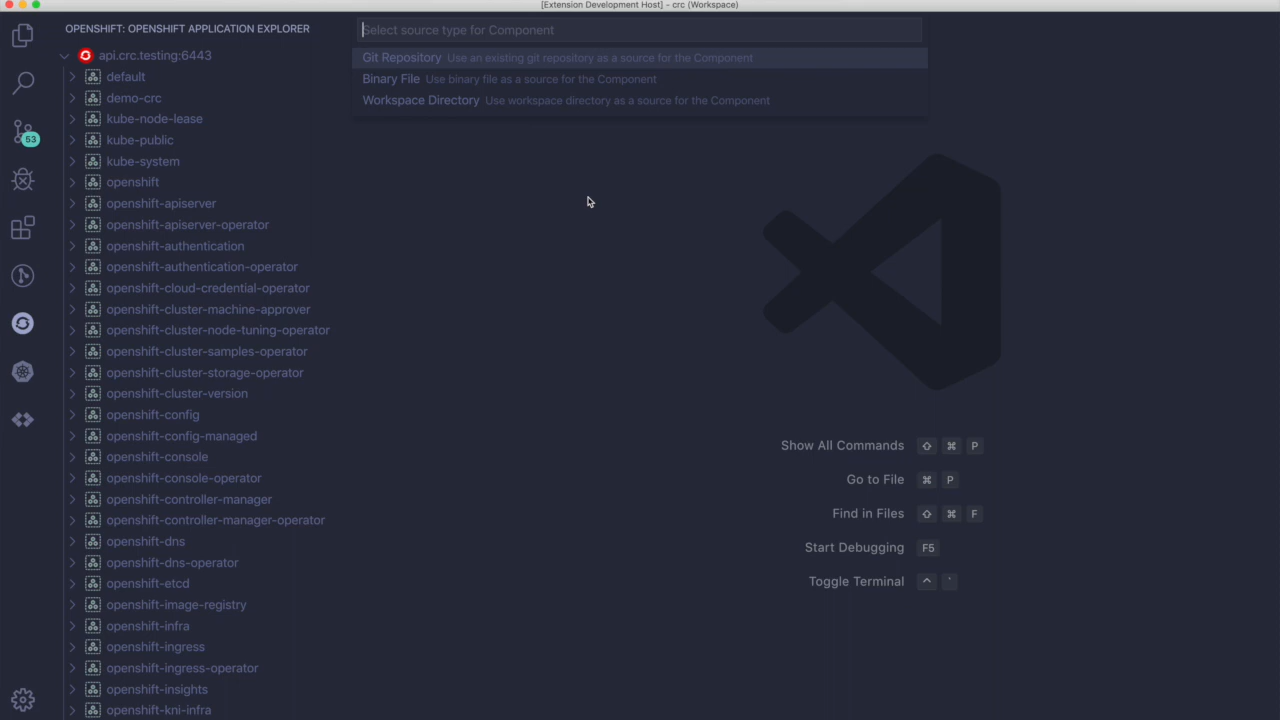 [Extension Development Host] - crc (Workspace)
OPENSHIFT: OPENSHIFT APPLICATION EXPLORER
Select source type for Component
Git Repository Use an existing git repository as a source for the Component
Binary File Use binary file as a source for the Component
Workspace Directory Use workspace directory as a source for the Component
api.crc.testing:6443
default
demo-crc
kube-node-lease
kube-public
kube-system
openshift
openshift-apiserver
openshift-apiserver-operator
openshift-authentication
openshift-authentication-operator
openshift-cloud-credential-operator
openshift-cluster-machine-approver
openshift-cluster-node-tuning-operator
openshift-cluster-samples-operator
openshift-cluster-storage-operator
openshift-cluster-version
openshift-config
openshift-config-managed
openshift-console
openshift-console-operator
openshift-controller-manager
openshift-controller-manager-operator
openshift-dns
openshift-dns-operator
openshift-etcd
openshift-image-registry
openshift-infra
openshift-ingress
openshift-ingress-operator
openshift-insights
openshift-kni-infra
53
Show All Commands ⇧ ⌘ P
Go to File ⌘ P
Find in Files ⇧ ⌘ F
Start Debugging F5
Toggle Terminal ^ `